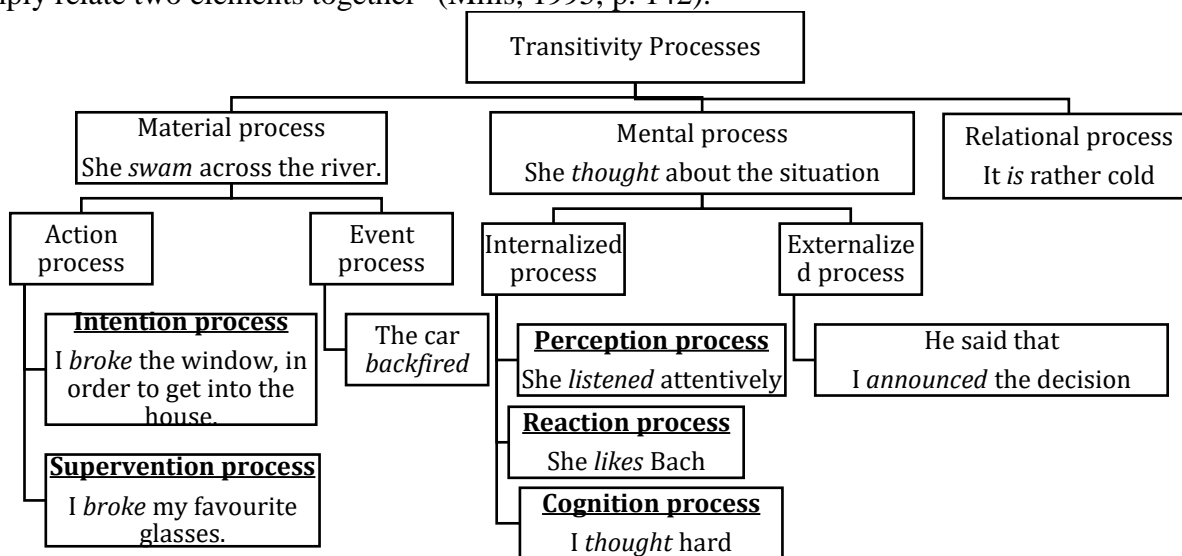 simply relate two elements together" (Mills, 1995, p. 142).
Transitivity Processes
Material process
She swam across the river.
Mental process
She thought about the situation
Relational process
It is rather cold
Action
process
Event
process
Internalized
process
Externalize
d process
Intention process
I broke the window, in
order to get into the
house.
Supervention process
I broke my favourite
glasses.
The car
backfired
Perception process
She listened attentively
Reaction process
She likes Bach
Cognition process
I thought hard
He said that
I announced the decision